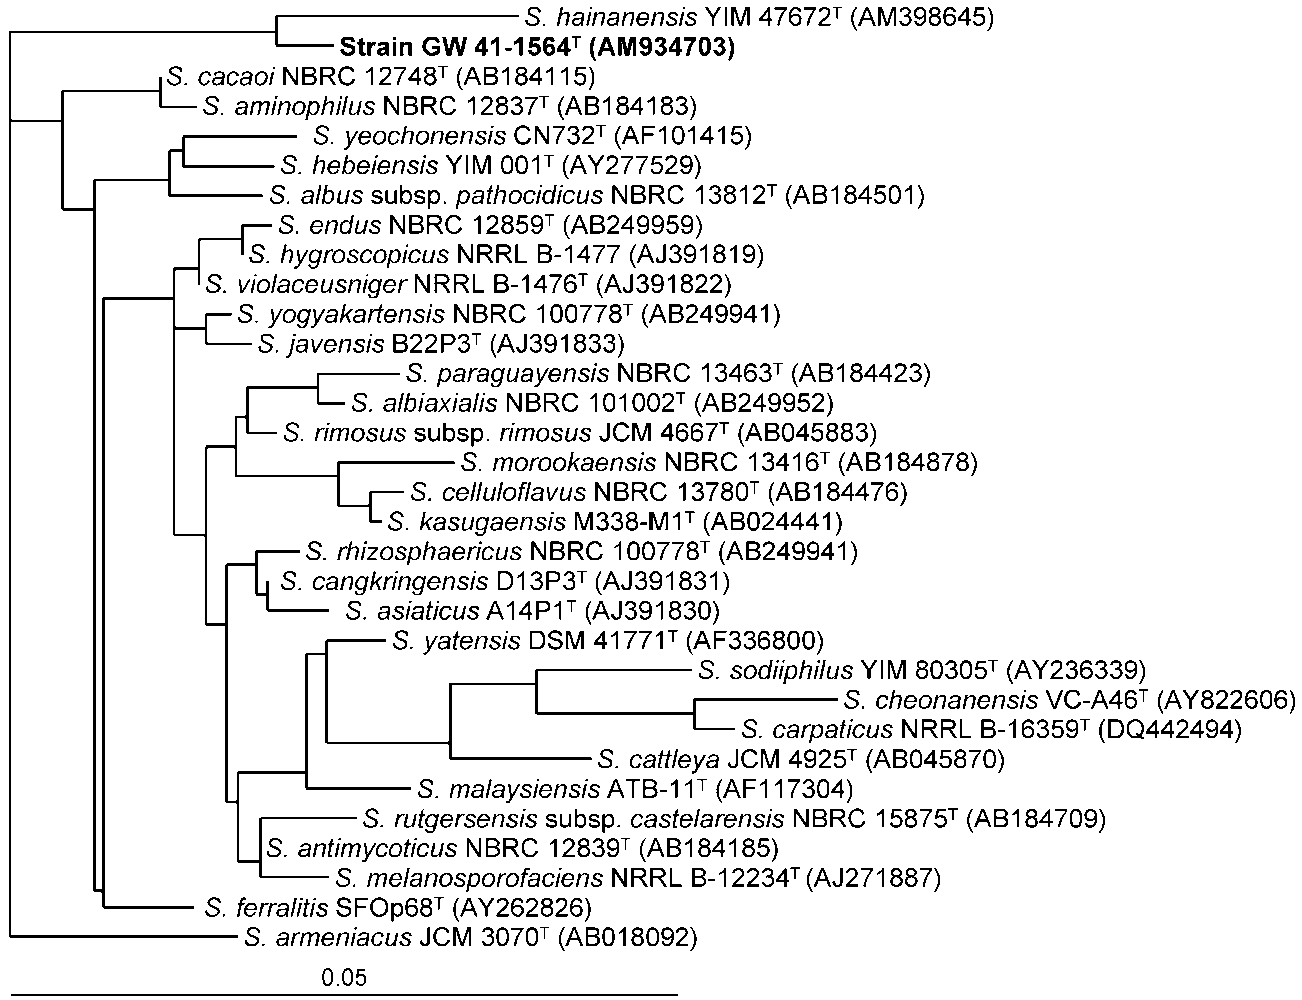 S. hainanensis YIM 47672ᵀ (AM398645)
Strain GW 41-1564ᵀ (AM934703)
S. cacaoi NBRC 12748ᵀ (AB184115)
S. aminophilus NBRC 12837ᵀ (AB184183)
S. yeochonensis CN732ᵀ (AF101415)
S. hebeiensis YIM 001ᵀ (AY277529)
S. albus subsp. pathocidicus NBRC 13812ᵀ (AB184501)
S. endus NBRC 12859ᵀ (AB249959)
S. hygroscopicus NRRL B-1477 (AJ391819)
S. violaceusniger NRRL B-1476ᵀ (AJ391822)
S. yogyakartensis NBRC 100778ᵀ (AB249941)
S. javensis B22P3ᵀ (AJ391833)
S. paraguayensis NBRC 13463ᵀ (AB184423)
S. albiaxialis NBRC 101002ᵀ (AB249952)
S. rimosus subsp. rimosus JCM 4667ᵀ (AB045883)
S. morookaensis NBRC 13416ᵀ (AB184878)
S. celluloflavus NBRC 13780ᵀ (AB184476)
S. kasugaensis M338-M1ᵀ (AB024441)
S. rhizosphaericus NBRC 100778ᵀ (AB249941)
S. cangkringensis D13P3ᵀ (AJ391831)
S. asiaticus A14P1ᵀ (AJ391830)
S. yatensis DSM 41771ᵀ (AF336800)
S. sodiiphilus YIM 80305ᵀ (AY236339)
S. cheonanensis VC-A46ᵀ (AY822606)
S. carpaticus NRRL B-16359ᵀ (DQ442494)
S. cattleya JCM 4925ᵀ (AB045870)
S. malaysiensis ATB-11ᵀ (AF117304)
S. rutgersensis subsp. castelarensis NBRC 15875ᵀ (AB184709)
S. antimycoticus NBRC 12839ᵀ (AB184185)
S. melanosporofaciens NRRL B-12234ᵀ (AJ271887)
S. ferralitis SFOp68ᵀ (AY262826)
S. armeniacus JCM 3070ᵀ (AB018092)
0.05